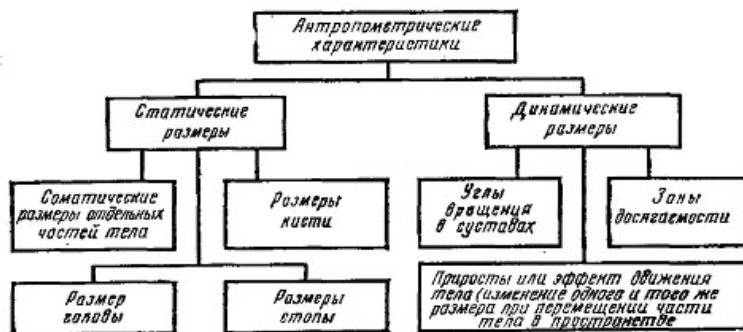 Антропометрические
характеристики
Статические
размеры
Динамические
размеры
Соматические
размеры отдельных
частей тела
Размеры
кисти
Углы
вращения
в суставах
Зоны
досягаемости
Размер
головы
Размеры
стопы
Приросты или эффект движения
тела (изменение одного и того же
размера при перемещении части
тела в пространстве